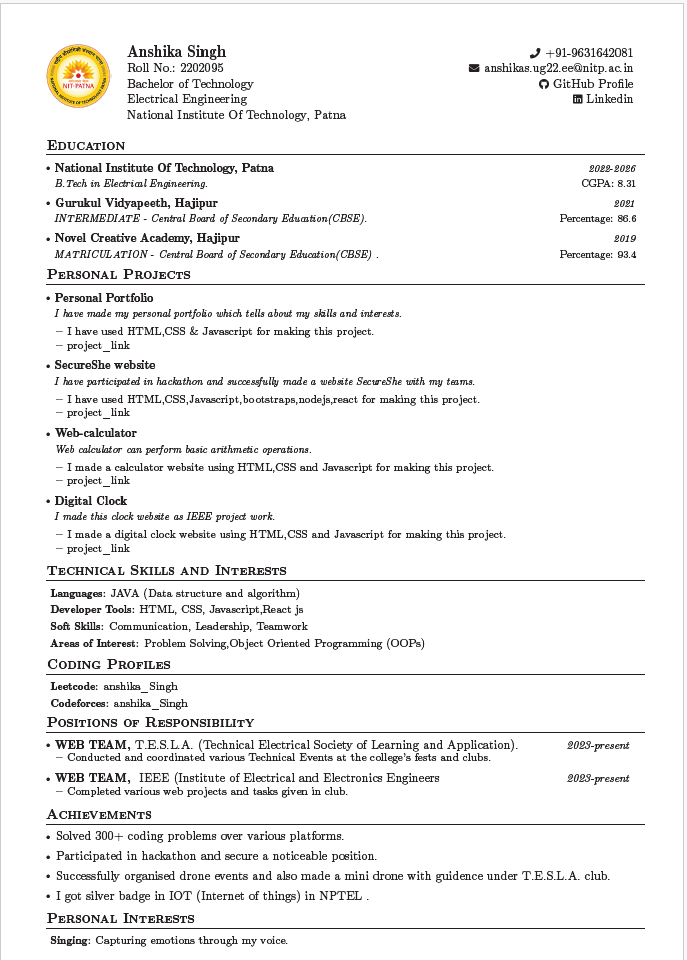 NIT-PATNA
Anshika Singh
Roll No.: 2202095
Bachelor of Technology
Electrical Engineering
National Institute Of Technology, Patna
+91-9631642081
anshikas.ug22.ee@nitp.ac.in
GitHub Profile
Linkedin
Education
• National Institute Of Technology, Patna 2022-2026
B.Tech in Electrical Engineering. CGPA: 8.31
• Gurukul Vidyapeeth, Hajipur 2021
INTERMEDIATE - Central Board of Secondary Education(CBSE). Percentage: 86.6
• Novel Creative Academy, Hajipur 2019
MATRICULATION - Central Board of Secondary Education(CBSE) . Percentage: 93.4
Personal Projects
• Personal Portfolio
I have made my personal portfolio which tells about my skills and interests.
– I have used HTML,CSS & Javascript for making this project.
– project_link
• SecureShe website
I have participated in hackathon and successfully made a website SecureShe with my teams.
– I have used HTML,CSS,Javascript,bootstraps,nodejs,react for making this project.
– project_link
• Web-calculator
Web calculator can perform basic arithmetic operations.
– I made a calculator website using HTML,CSS and Javascript for making this project.
– project_link
• Digital Clock
I made this clock website as IEEE project work.
– I made a digital clock website using HTML,CSS and Javascript for making this project.
– project_link
Technical Skills and Interests
Languages: JAVA (Data structure and algorithm)
Developer Tools: HTML, CSS, Javascript,React js
Soft Skills: Communication, Leadership, Teamwork
Areas of Interest: Problem Solving,Object Oriented Programming (OOPs)
Coding Profiles
Leetcode: anshika_Singh
Codeforces: anshika_Singh
Positions of Responsibility
• WEB TEAM, T.E.S.L.A. (Technical Electrical Society of Learning and Application). 2023-present
– Conducted and coordinated various Technical Events at the college's fests and clubs.
• WEB TEAM, IEEE (Institute of Electrical and Electronics Engineers 2023-present
– Completed various web projects and tasks given in club.
Achievements
• Solved 300+ coding problems over various platforms.
• Participated in hackathon and secure a noticeable position.
• Successfully organised drone events and also made a mini drone with guidence under T.E.S.L.A. club.
• I got silver badge in IOT (Internet of things) in NPTEL .
Personal Interests
Singing: Capturing emotions through my voice.